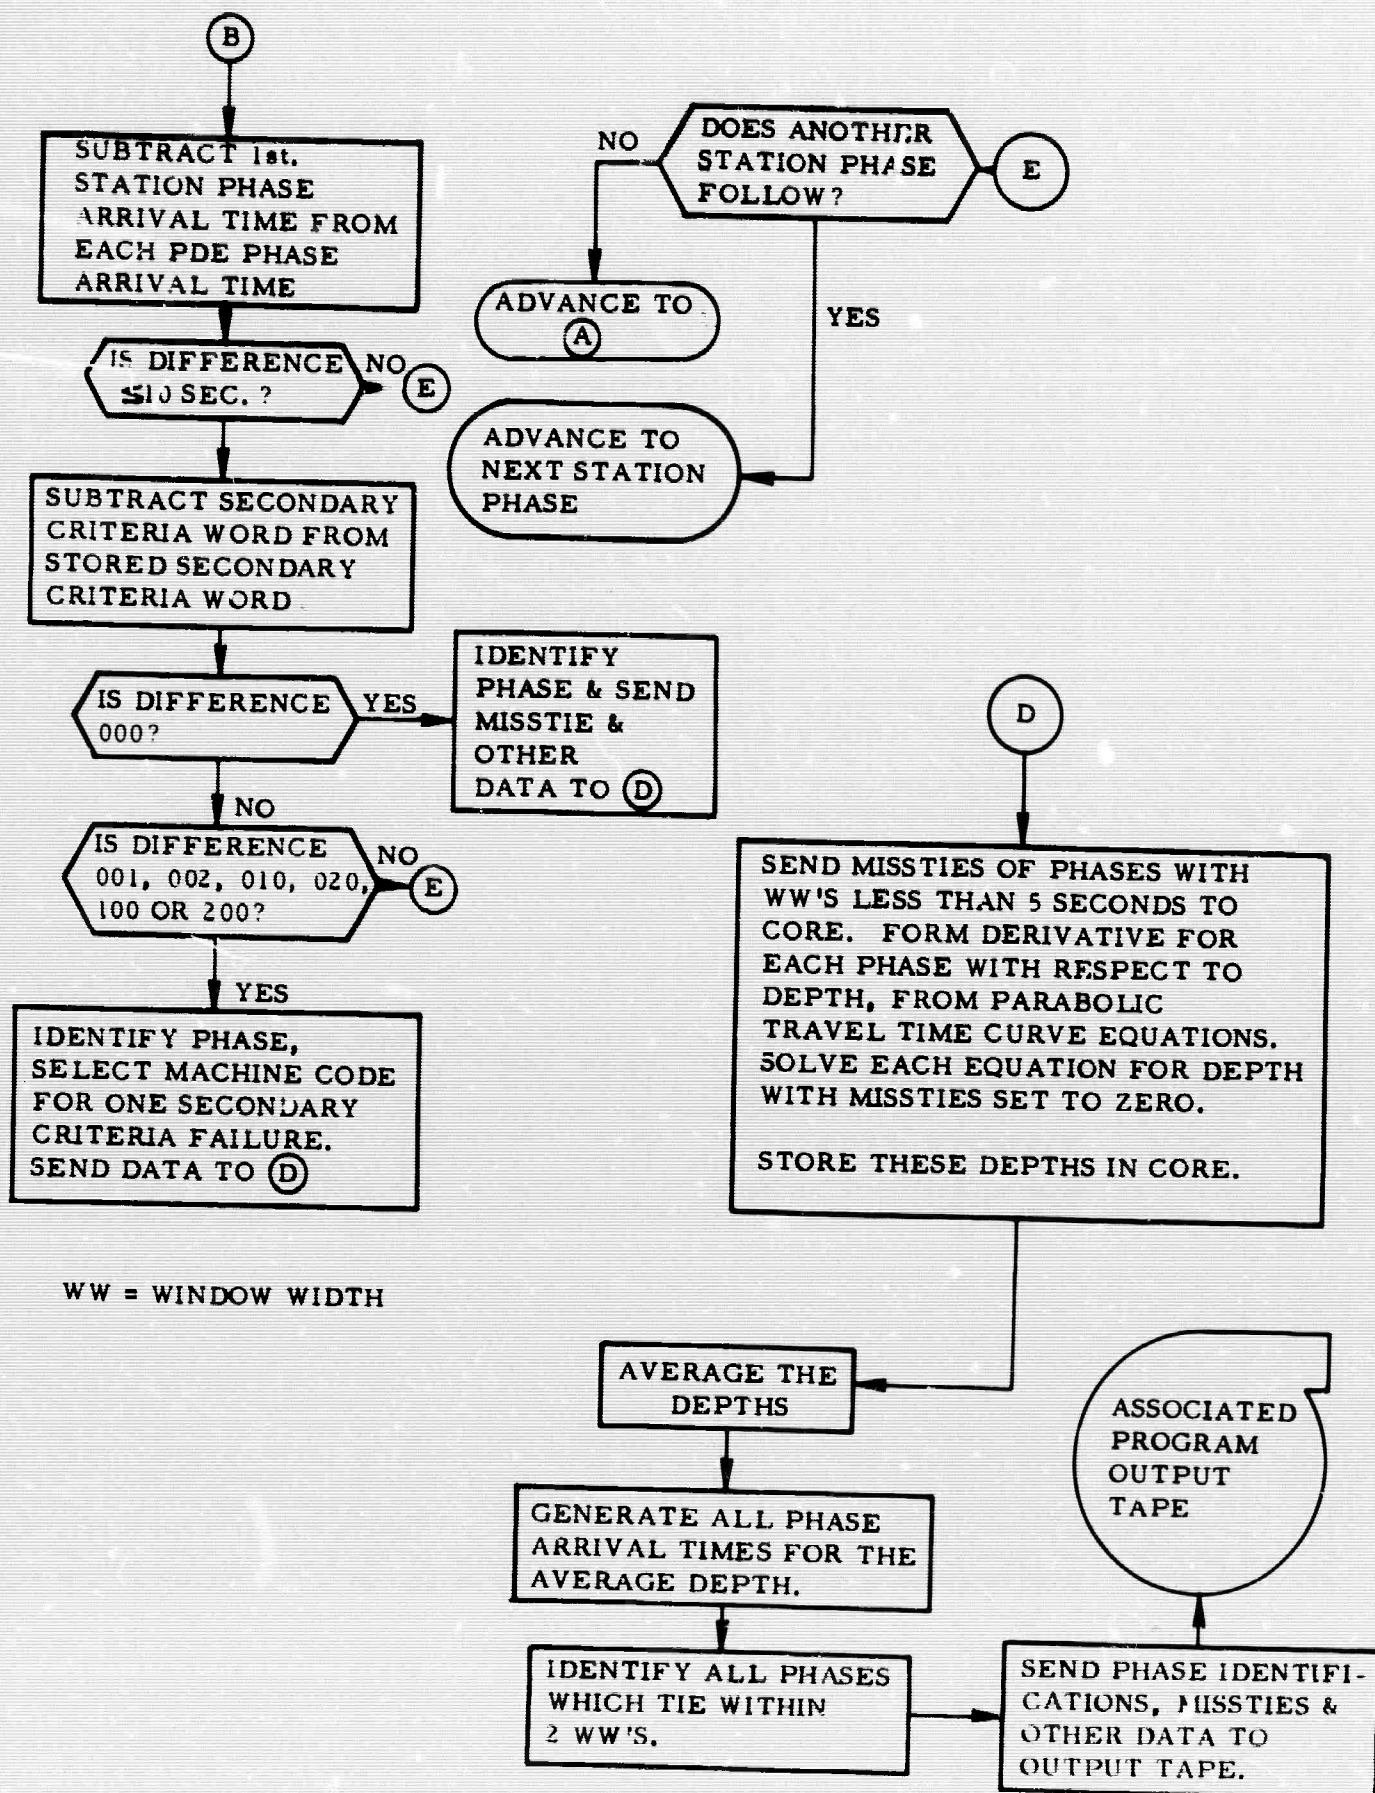 B
SUBTRACT 1st.
STATION PHASE
ARRIVAL TIME FROM
EACH PDE PHASE
ARRIVAL TIME
IS DIFFERENCE
≤10 SEC. ?
NO
E
SUBTRACT SECONDARY
CRITERIA WORD FROM
STORED SECONDARY
CRITERIA WORD
IS DIFFERENCE
000?
YES
IDENTIFY
PHASE & SEND
MISSTIE &
OTHER
DATA TO D
NO
IS DIFFERENCE
001, 002, 010, 020,
100 OR 200?
NO
E
YES
IDENTIFY PHASE,
SELECT MACHINE CODE
FOR ONE SECONDARY
CRITERIA FAILURE.
SEND DATA TO D
WW = WINDOW WIDTH
E
DOES ANOTHER
STATION PHASE
FOLLOW?
NO
ADVANCE TO
A
YES
ADVANCE TO
NEXT STATION
PHASE
D
SEND MISSTIES OF PHASES WITH
WW'S LESS THAN 5 SECONDS TO
CORE. FORM DERIVATIVE FOR
EACH PHASE WITH RESPECT TO
DEPTH, FROM PARABOLIC
TRAVEL TIME CURVE EQUATIONS.
SOLVE EACH EQUATION FOR DEPTH
WITH MISSTIES SET TO ZERO.
STORE THESE DEPTHS IN CORE.
AVERAGE THE
DEPTHS
GENERATE ALL PHASE
ARRIVAL TIMES FOR THE
AVERAGE DEPTH.
IDENTIFY ALL PHASES
WHICH TIE WITHIN
2 WW'S.
SEND PHASE IDENTIFI-
CATIONS, MISSTIES &
OTHER DATA TO
OUTPUT TAPE.
ASSOCIATED
PROGRAM
OUTPUT
TAPE